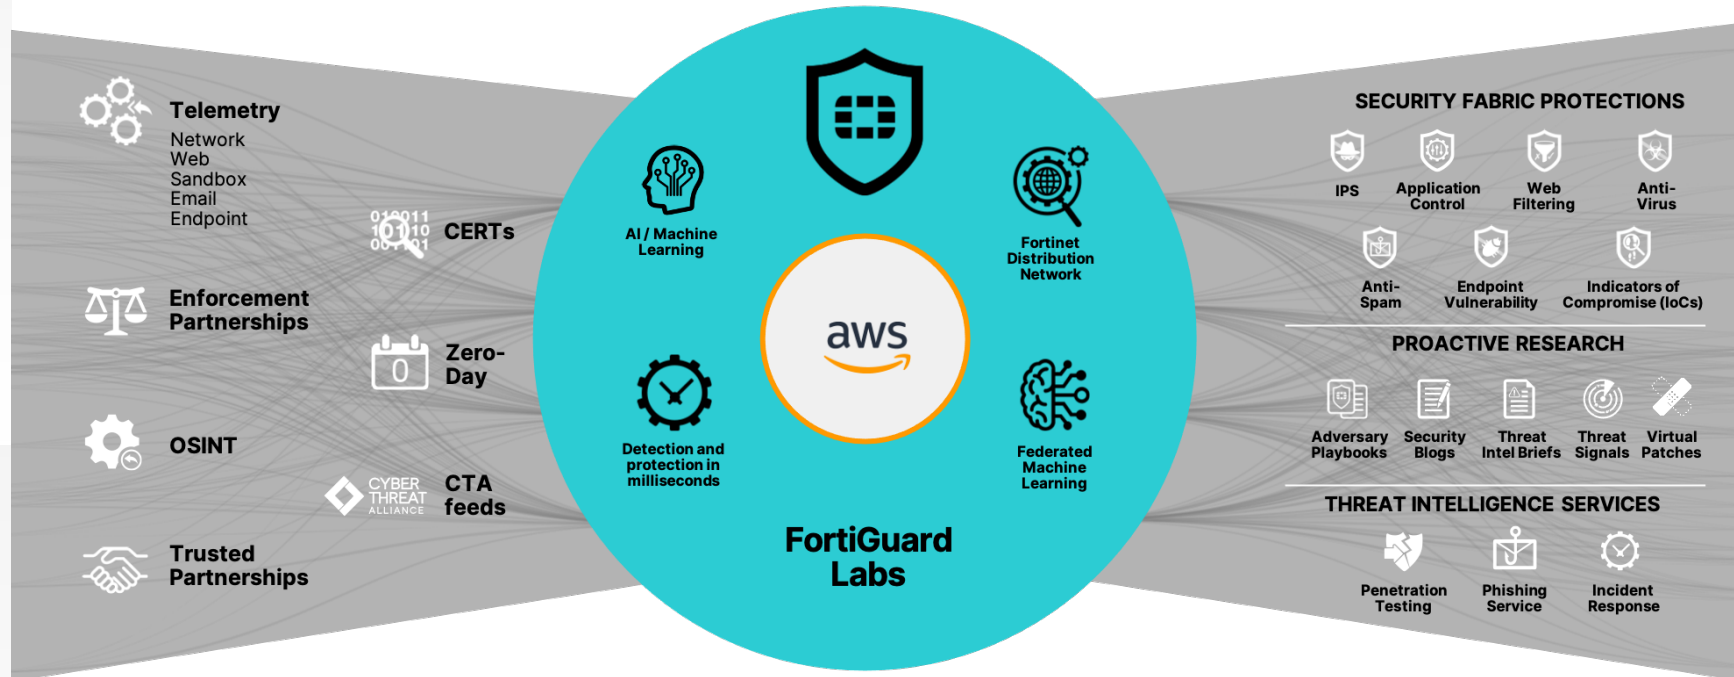 Telemetry
Network
Web
Sandbox
Email
Endpoint
010011
101110
001101
CERTs
Enforcement
Partnerships
0
Zero-
Day
OSINT
CYBER
THREAT
ALLIANCE
CTA
feeds
Trusted
Partnerships
AI / Machine
Learning
Fortinet
Distribution
Network
aws
Detection and
protection in
milliseconds
Federated
Machine
Learning
FortiGuard
Labs
SECURITY FABRIC PROTECTIONS
IPS
Application
Control
Web
Filtering
Anti-
Virus
Anti-
Spam
Endpoint
Vulnerability
Indicators of
Compromise (IoCs)
PROACTIVE RESEARCH
Adversary
Playbooks
Security
Blogs
Threat
Intel Briefs
Threat
Signals
Virtual
Patches
THREAT INTELLIGENCE SERVICES
Penetration
Testing
Phishing
Service
Incident
Response